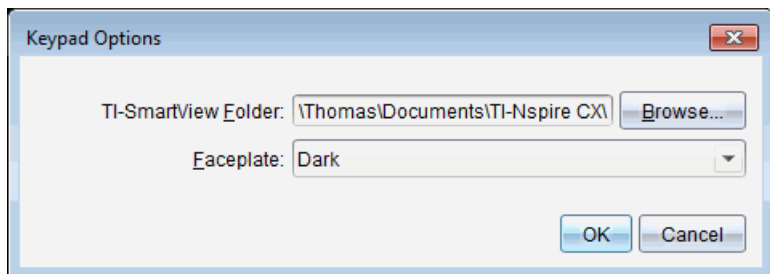 Keypad Options
TI-SmartView Folder: \Thomas\Documents\TI-Nspire CX\ Browse...
Faceplate: Dark
OK Cancel